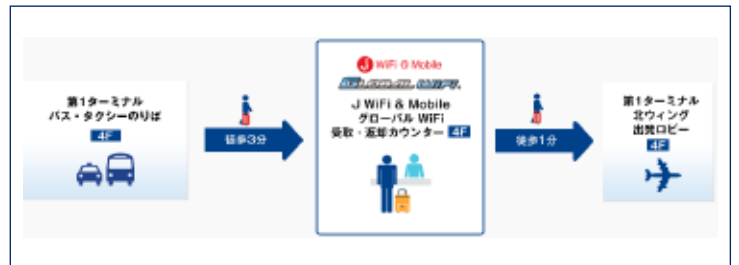 第1ターミナル
バス・タクシーのりば
4F
徒歩3分
J WiFi & Mobile
GLOBAL WiFi
J WiFi & Mobile
グローバル WiFi
受取・返却カウンター 4F
徒歩1分
第1ターミナル
北ウィング
出発ロビー
4F